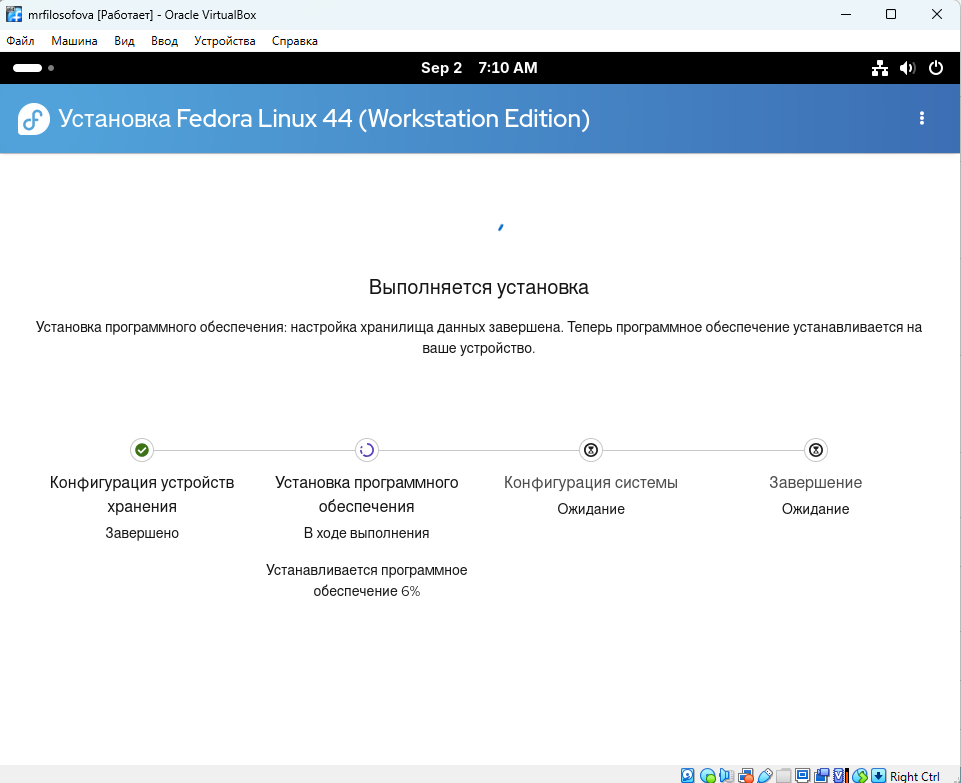 mrfilosofova [Работает] - Oracle VirtualBox
Файл Машина Вид Ввод Устройства Справка
Sep 2 7:10 AM
Установка Fedora Linux 44 (Workstation Edition)
Выполняется установка
Установка программного обеспечения: настройка хранилища данных завершена. Теперь программное обеспечение устанавливается на
ваше устройство.
Конфигурация устройств
хранения
Завершено
Установка программного
обеспечения
В ходе выполнения
Устанавливается программное
обеспечение 6%
Конфигурация системы
Ожидание
Завершение
Ожидание
Right Ctrl